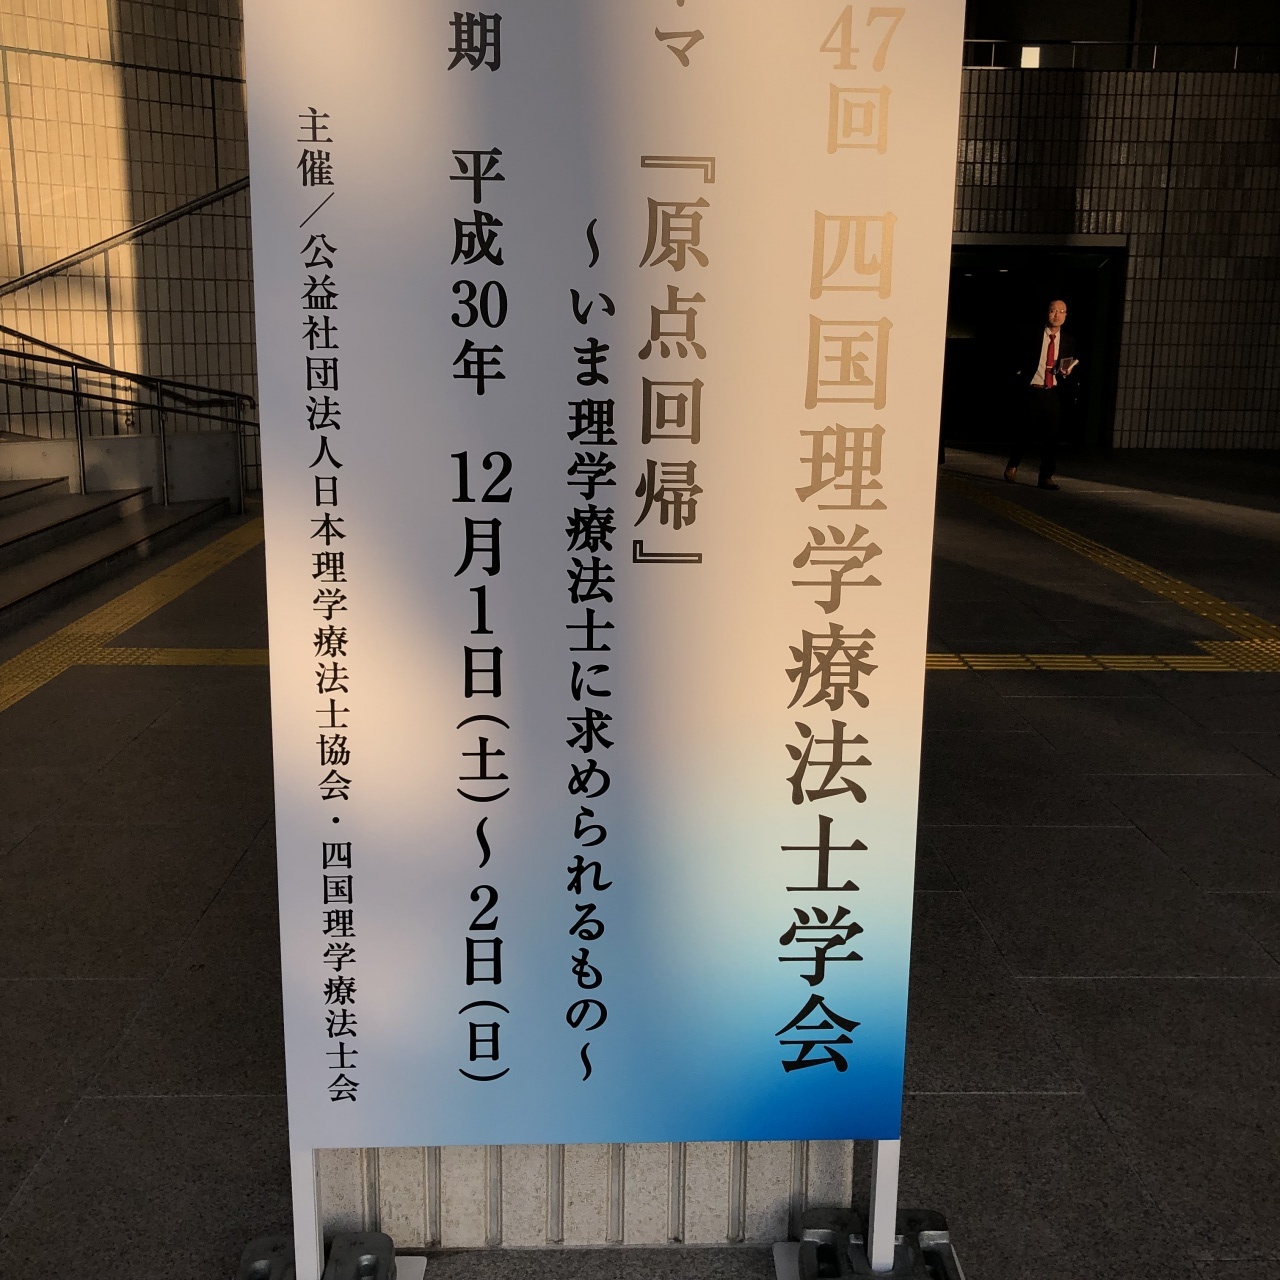 47回 四国理学療法士学会
マ 『原点回帰』
～いま理学療法士に求められるもの～
期 平成30年 12月1日(土)～2日(日)
主催／公益社団法人日本理学療法士協会・四国理学療法士会